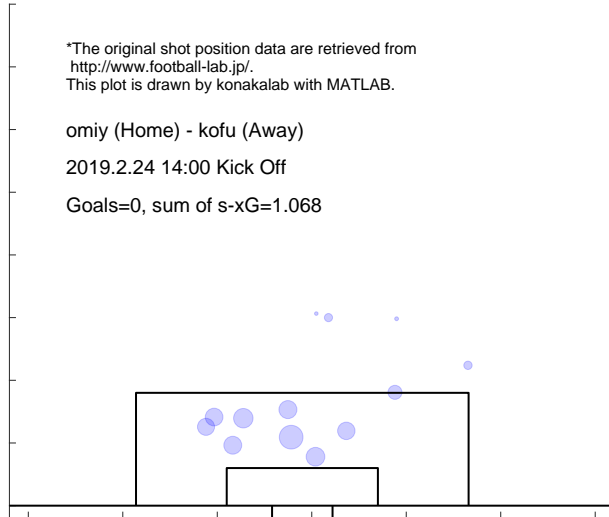 *The original shot position data are retrieved from
http://www.football-lab.jp/.
This plot is drawn by konakalab with MATLAB.
omiy (Home) - kofu (Away)
2019.2.24 14:00 Kick Off
Goals=0, sum of s-xG=1.068